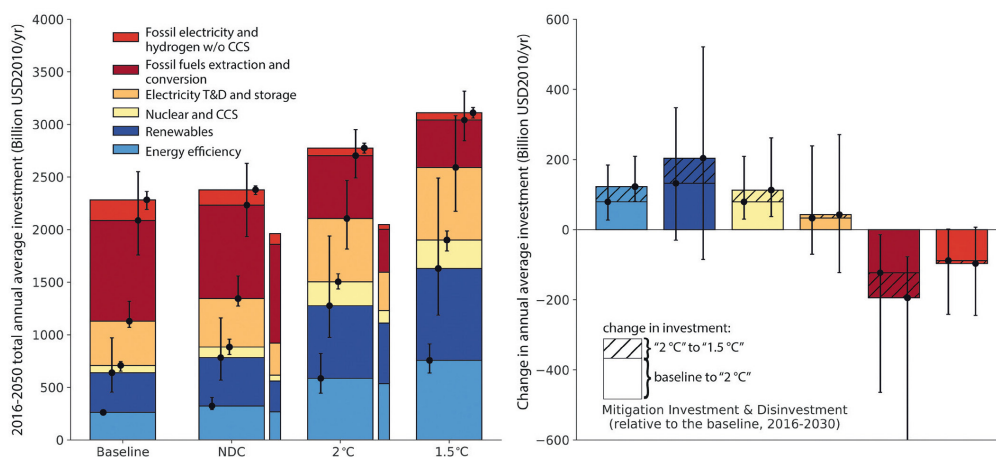 4000
3500
3000
2500
2000
1500
1000
500
0
2016-2050 total annual average investment (Billion USD2010/yr)
Fossil electricity and
hydrogen w/o CCS
Fossil fuels extraction and
conversion
Electricity T&D and storage
Nuclear and CCS
Renewables
Energy efficiency
Baseline
NDC
2°C
1.5°C
600
400
200
0
−200
−400
−600
Change in annual average investment (Billion USD2010/yr)
change in investment:
"2 °C" to "1.5 °C"
baseline to "2 °C"
Mitigation Investment & Disinvestment
(relative to the baseline, 2016-2030)